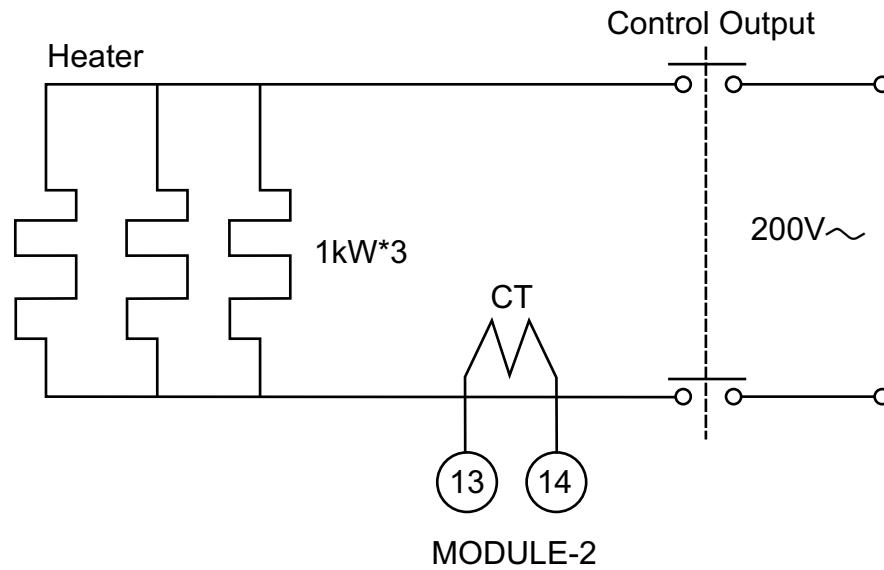 Control Output
Heater
200V～
1kW*3
CT
13
14
MODULE-2